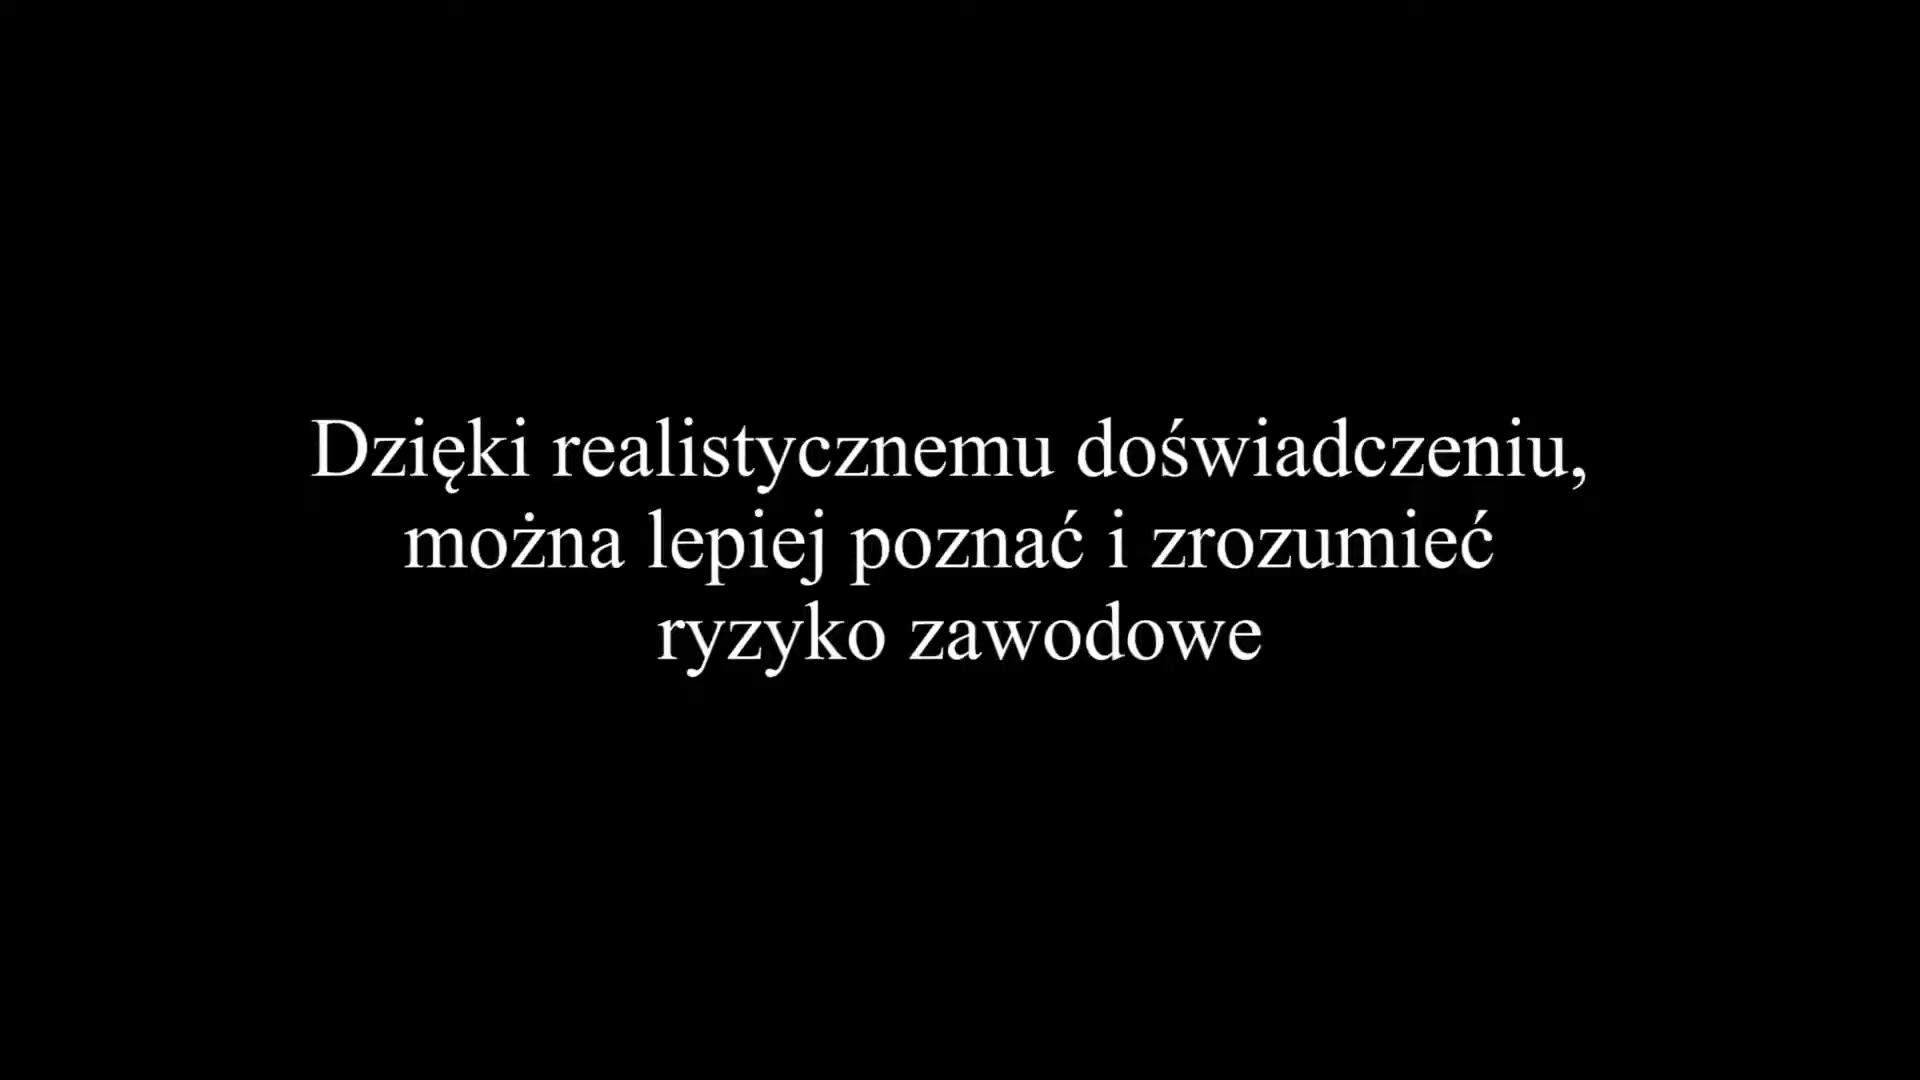 Dzięki realistycznemu doświadczeniu,
można lepiej poznać i zrozumieć
ryzyko zawodowe